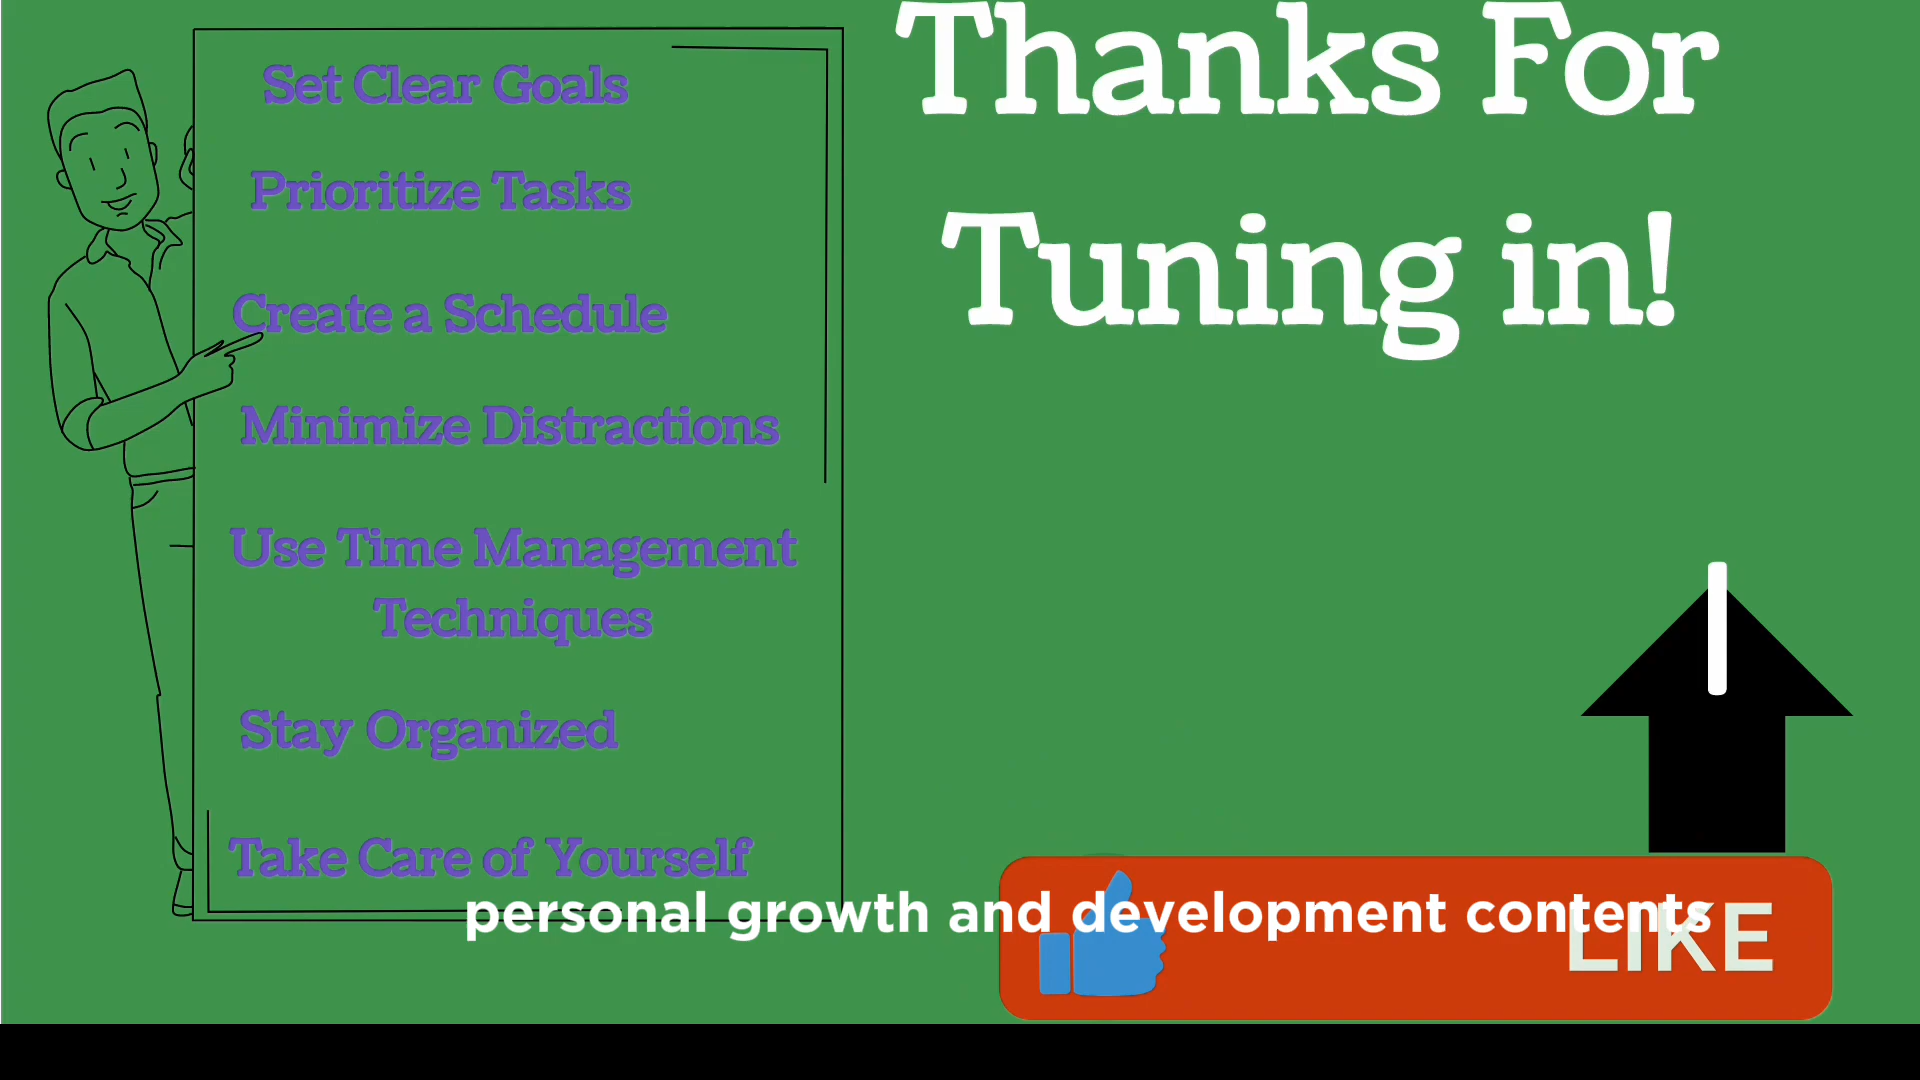 Set Clear Goals
Prioritize Tasks
Create a Schedule
Minimize Distractions
Use Time Management
Techniques
Stay Organized
Take Care of Yourself
Thanks For
Tuning in!
personal growth and development contents
LIKE